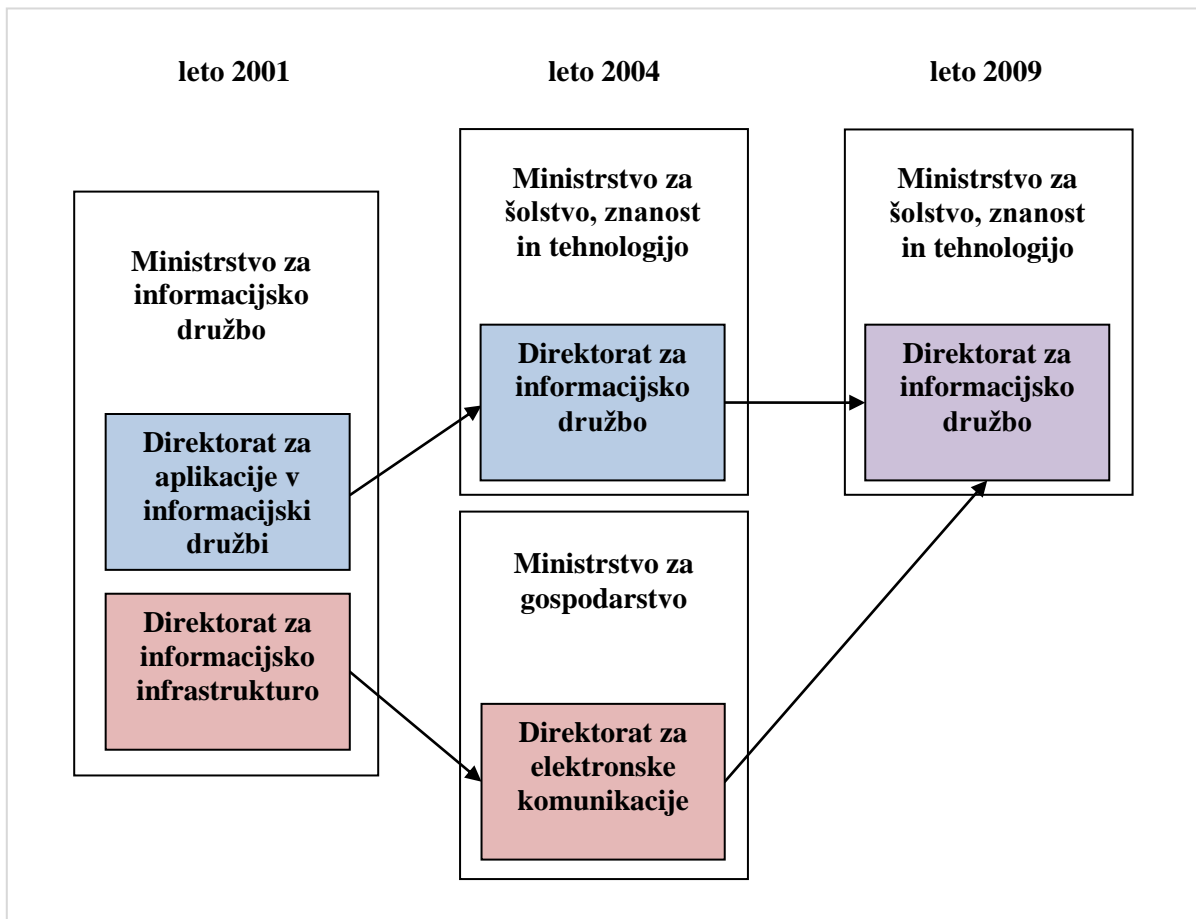 leto 2001
leto 2004
leto 2009
Ministrstvo za
informacijsko
družbo
Direktorat za
aplikacije v
informacijski
družbi
Direktorat za
informacijsko
infrastrukturo
Ministrstvo za
šolstvo, znanost
in tehnologijo
Direktorat za
informacijsko
družbo
Ministrstvo za
gospodarstvo
Direktorat za
elektronske
komunikacije
Ministrstvo za
šolstvo, znanost
in tehnologijo
Direktorat za
informacijsko
družbo